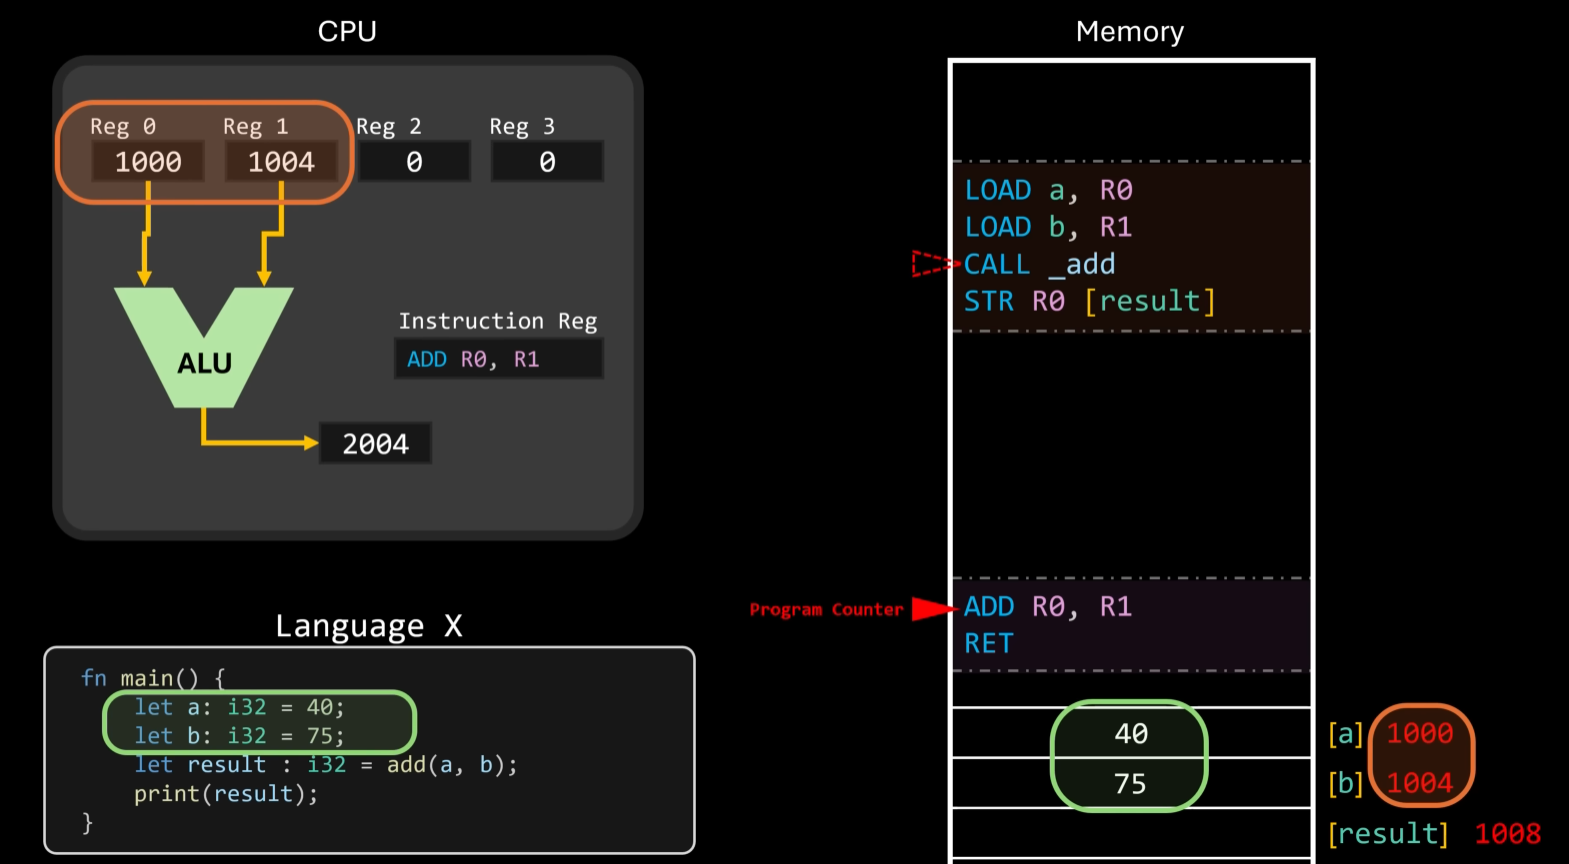 CPU
Reg 0 Reg 1 Reg 2 Reg 3
1000 1004 0 0
ALU
Instruction Reg
ADD R0, R1
2004
Language X
fn main() {
let a: i32 = 40;
let b: i32 = 75;
let result : i32 = add(a, b);
print(result);
}
Memory
LOAD a, R0
LOAD b, R1
CALL _add
STR R0 [result]
Program Counter
ADD R0, R1
RET
40 [a] 1000
75 [b] 1004
[result] 1008